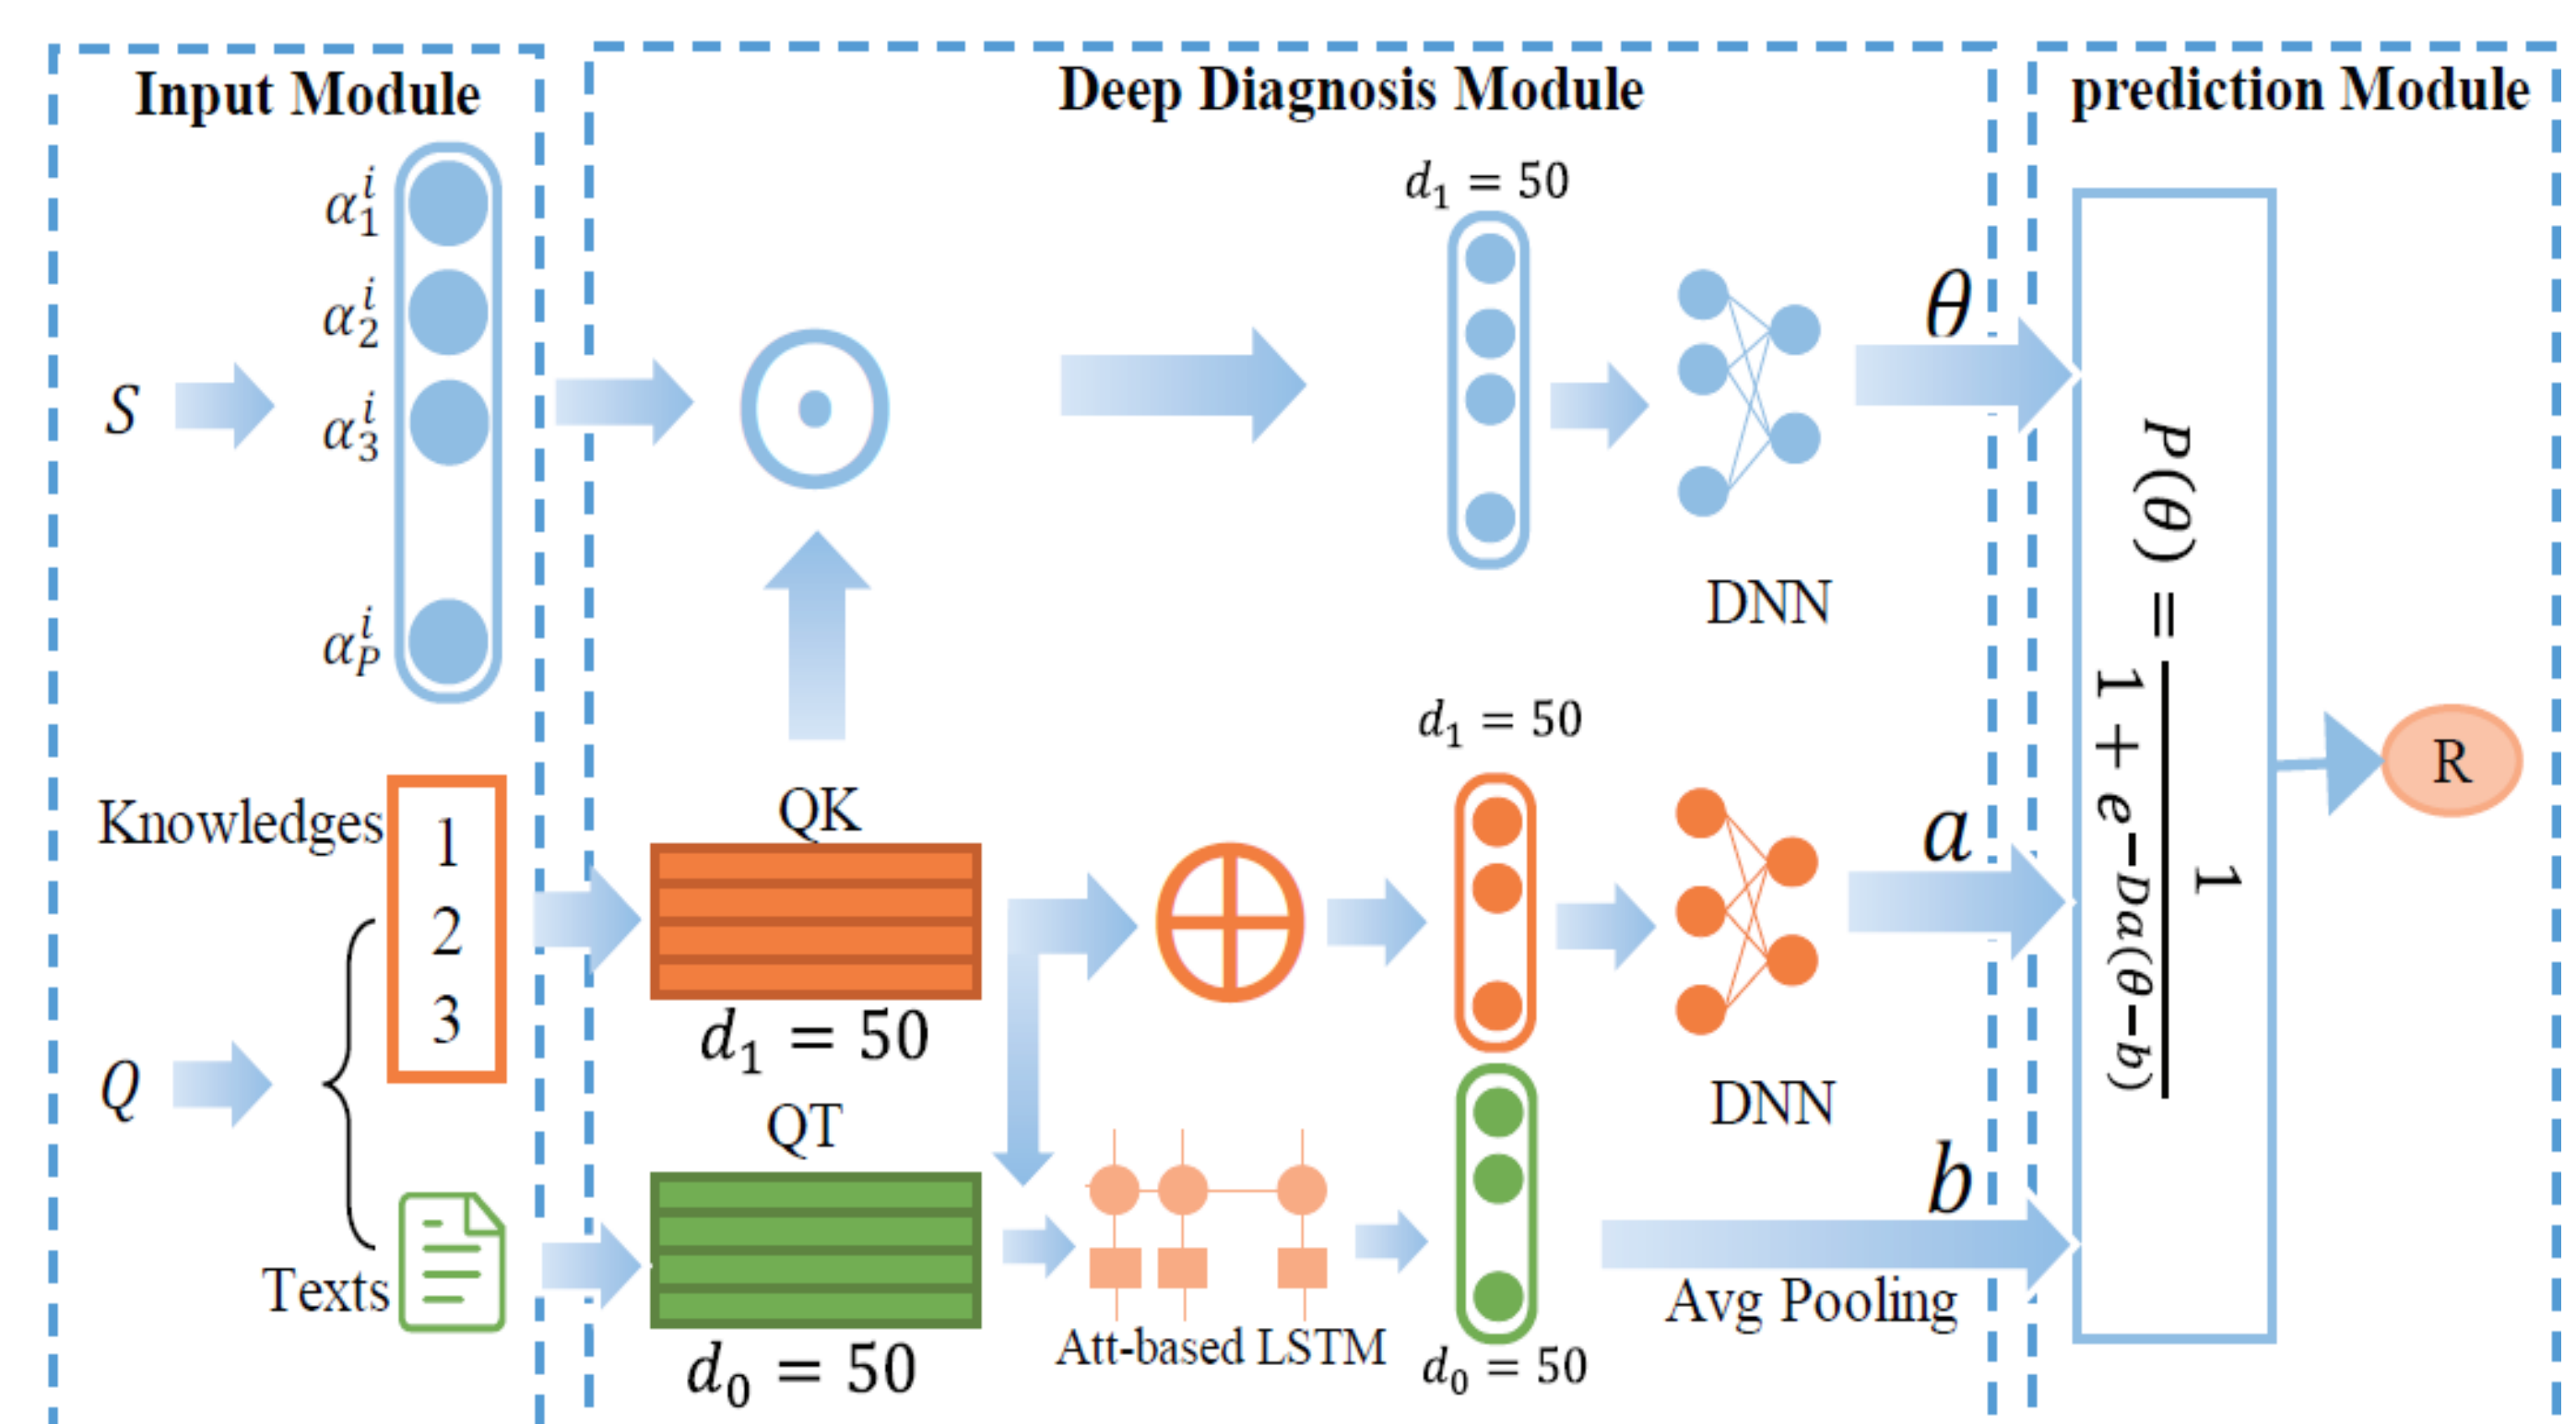 Input Module
α₁ⁱ
α₂ⁱ
S
α₃ⁱ
α_Pⁱ
Knowledges
1
2
3
Q
Texts
Deep Diagnosis Module
d₁ = 50
θ
DNN
QK
d₁ = 50
d₁ = 50
a
DNN
QT
d₀ = 50
Att-based LSTM
d₀ = 50
b
Avg Pooling
prediction Module
P(θ) = 1 / (1 + e^(−Da(θ−b)))
R